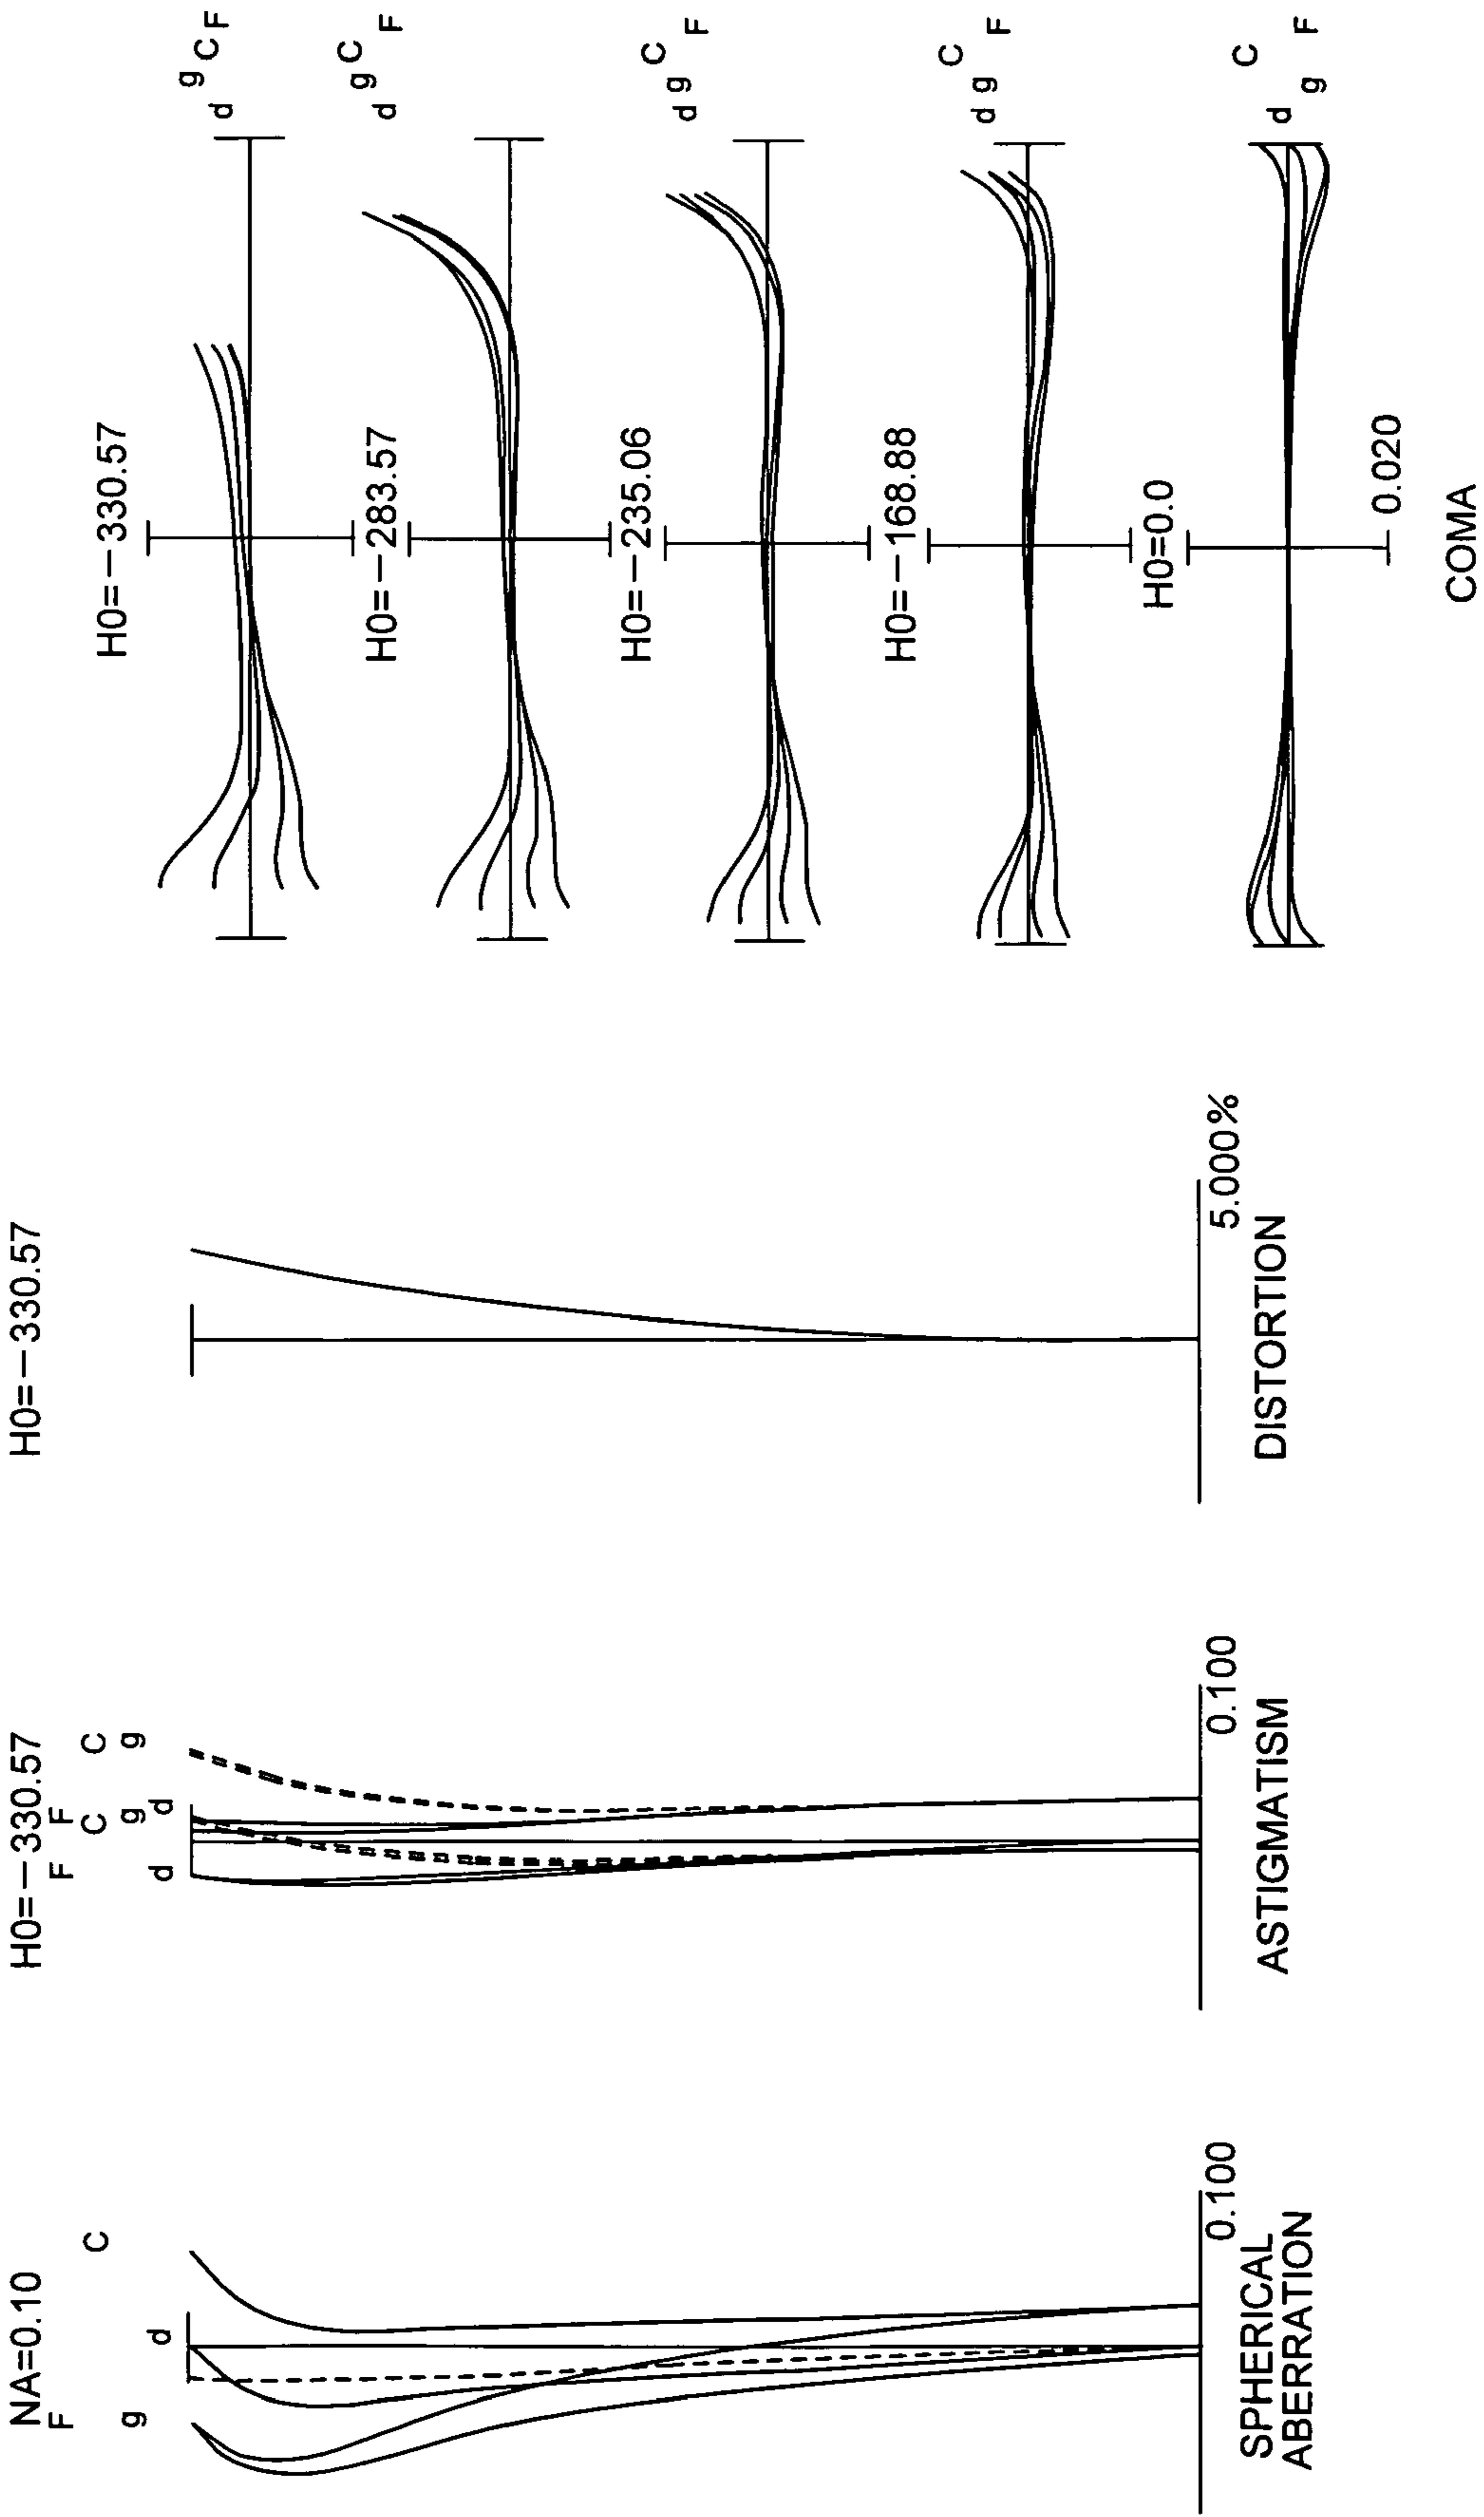 NA=0.10
F
C
g
d
0.100
SPHERICAL
ABERRATION
H0=-330.57
F F
C C
g g
d d
0.100
ASTIGMATISM
H0=-330.57
5.000%
DISTORTION
H0=-330.57
d g C F
H0=-283.57
d g C F
H0=-235.06
d g C F
H0=-168.88
d g C F
H0=0.0
d g C F
0.020
COMA